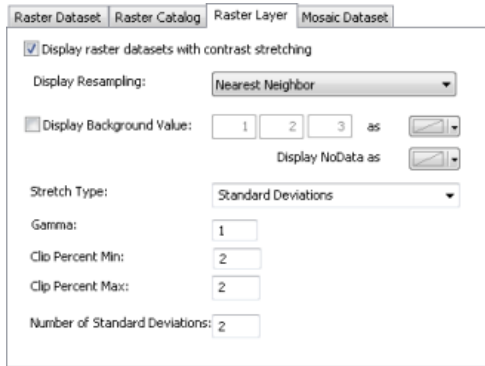 Raster Dataset Raster Catalog Raster Layer Mosaic Dataset
Display raster datasets with contrast stretching
Display Resampling: Nearest Neighbor
Display Background Value: 1 2 3 as
Display NoData as
Stretch Type: Standard Deviations
Gamma: 1
Clip Percent Min: 2
Clip Percent Max: 2
Number of Standard Deviations: 2